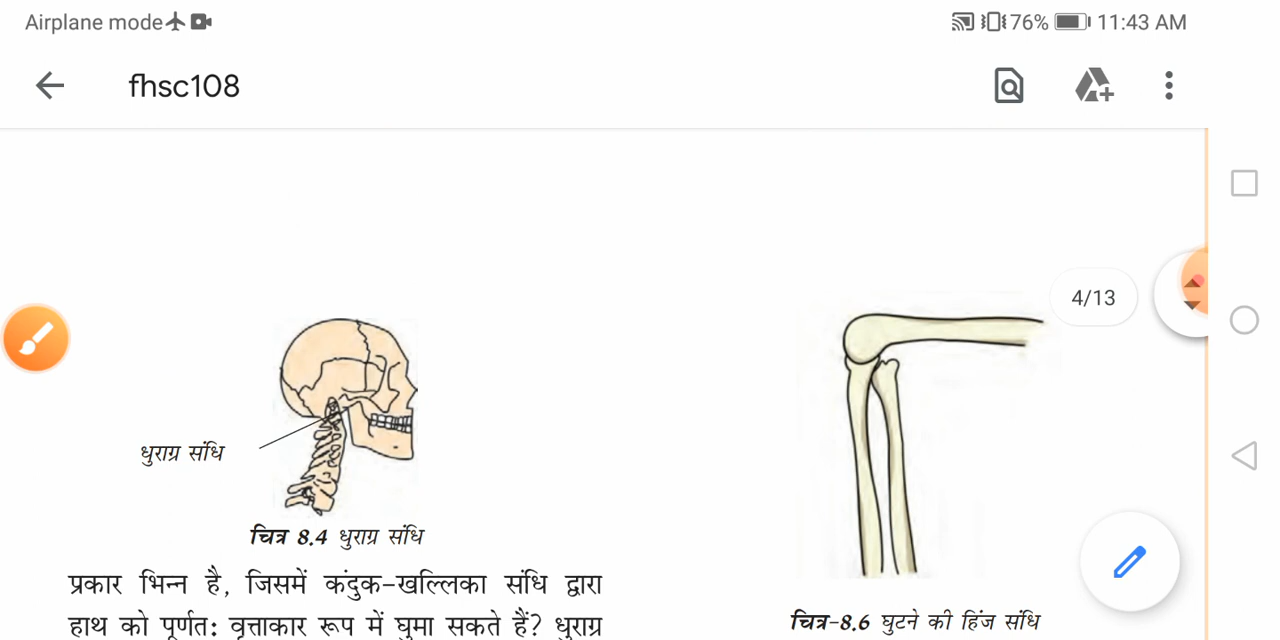 Airplane mode 76% 11:43 AM
fhsc108
4/13
धुराग्र संधि
चित्र 8.4 धुराग्र संधि
प्रकार भिन्न है, जिसमें कंदुक-खल्लिका संधि द्वारा
हाथ को पूर्णत: वृत्ताकार रूप में घुमा सकते हैं? धुराग्र
चित्र-8.6 घुटने की हिंज संधि